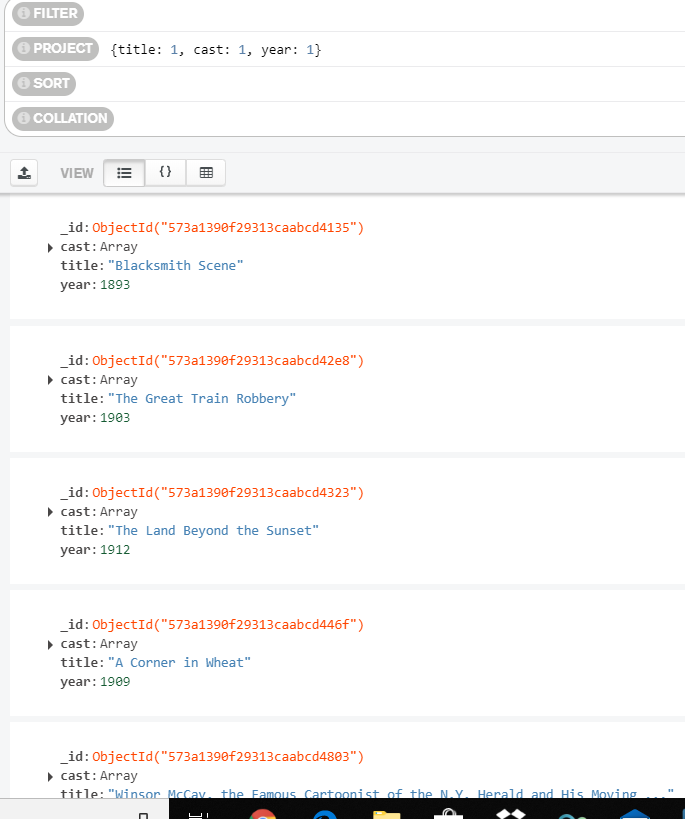 FILTER
PROJECT {title: 1, cast: 1, year: 1}
SORT
COLLATION
VIEW {}
_id:ObjectId("573a1390f29313caabcd4135")
cast:Array
title:"Blacksmith Scene"
year:1893
_id:ObjectId("573a1390f29313caabcd42e8")
cast:Array
title:"The Great Train Robbery"
year:1903
_id:ObjectId("573a1390f29313caabcd4323")
cast:Array
title:"The Land Beyond the Sunset"
year:1912
_id:ObjectId("573a1390f29313caabcd446f")
cast:Array
title:"A Corner in Wheat"
year:1909
_id:ObjectId("573a1390f29313caabcd4803")
cast:Array
title:"Winsor McCay, the Famous Cartoonist of the N.Y. Herald and His Moving ..."